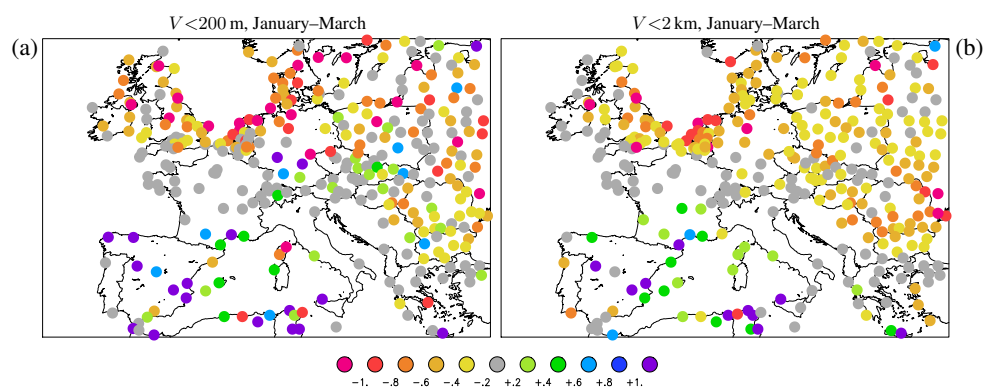 V < 200 m, January–March
V < 2 km, January–March
(a)
(b)
−1. −.8 −.6 −.4 −.2 +.2 +.4 +.6 +.8 +1.